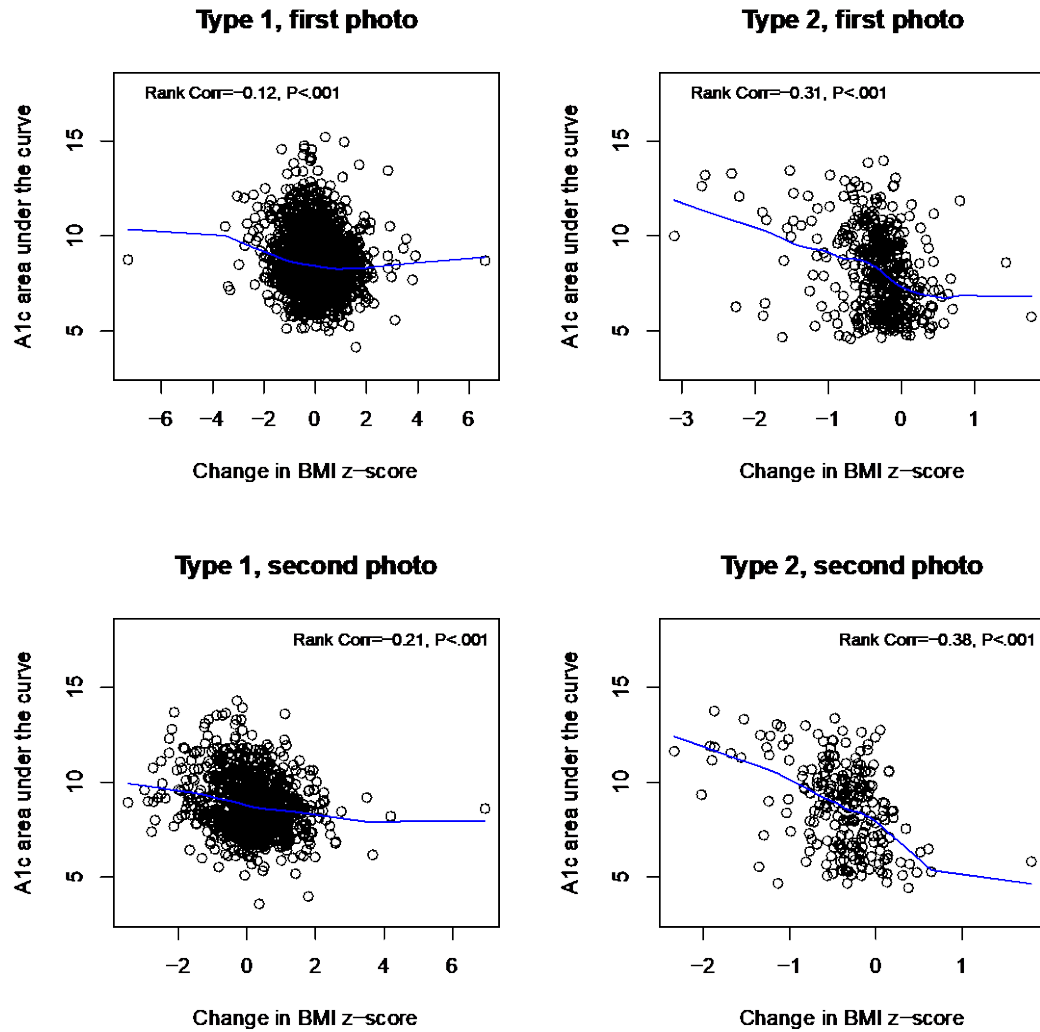 Type 1, first photo
Rank Corr=−0.12, P<.001
A1c area under the curve
15
10
5
−6 −4 −2 0 2 4 6
Change in BMI z−score
Type 2, first photo
Rank Corr=−0.31, P<.001
A1c area under the curve
15
10
5
−3 −2 −1 0 1
Change in BMI z−score
Type 1, second photo
Rank Corr=−0.21, P<.001
A1c area under the curve
15
10
5
−2 0 2 4 6
Change in BMI z−score
Type 2, second photo
Rank Corr=−0.38, P<.001
A1c area under the curve
15
10
5
−2 −1 0 1
Change in BMI z−score